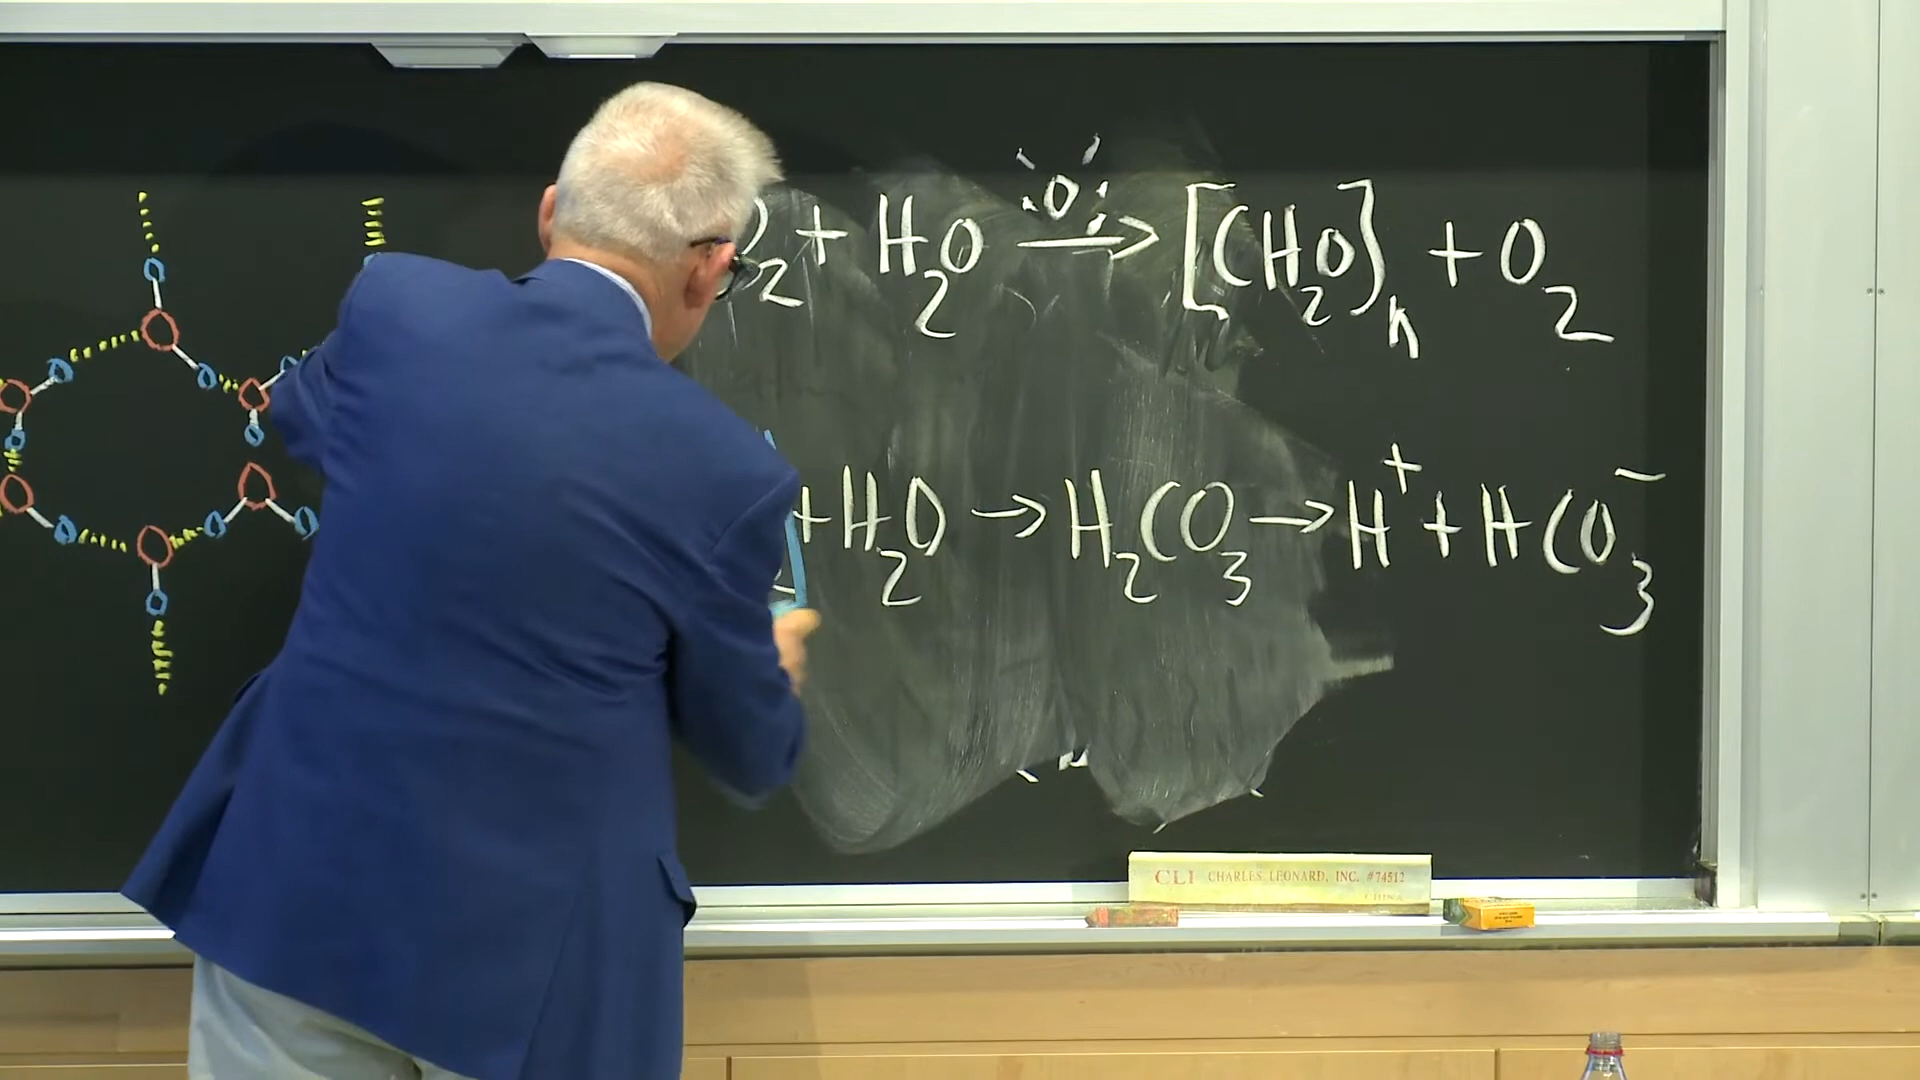 ₂ + H₂O → [CH₂O]ₙ + O₂
+ H₂O → H₂CO₃ → H⁺ + HCO₃⁻
CLI CHARLES LEONARD, INC. #74512
CHINA